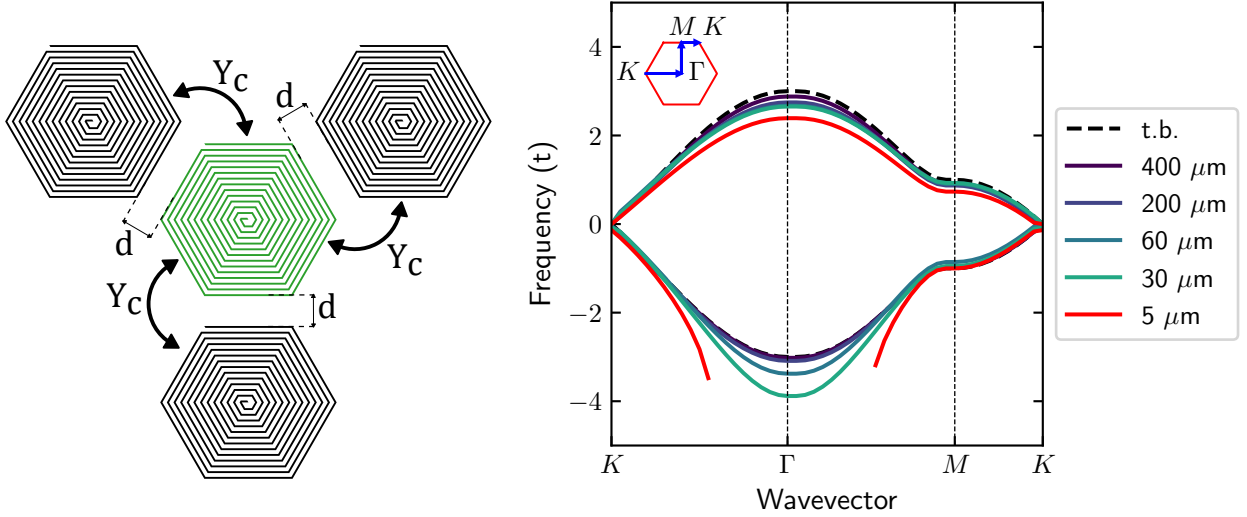 Y_C
d
d
Y_C
Y_C
d
M K
K
Γ
Frequency (t)
4
2
0
−2
−4
K
Γ
M
K
Wavevector
t.b.
400 μm
200 μm
60 μm
30 μm
5 μm